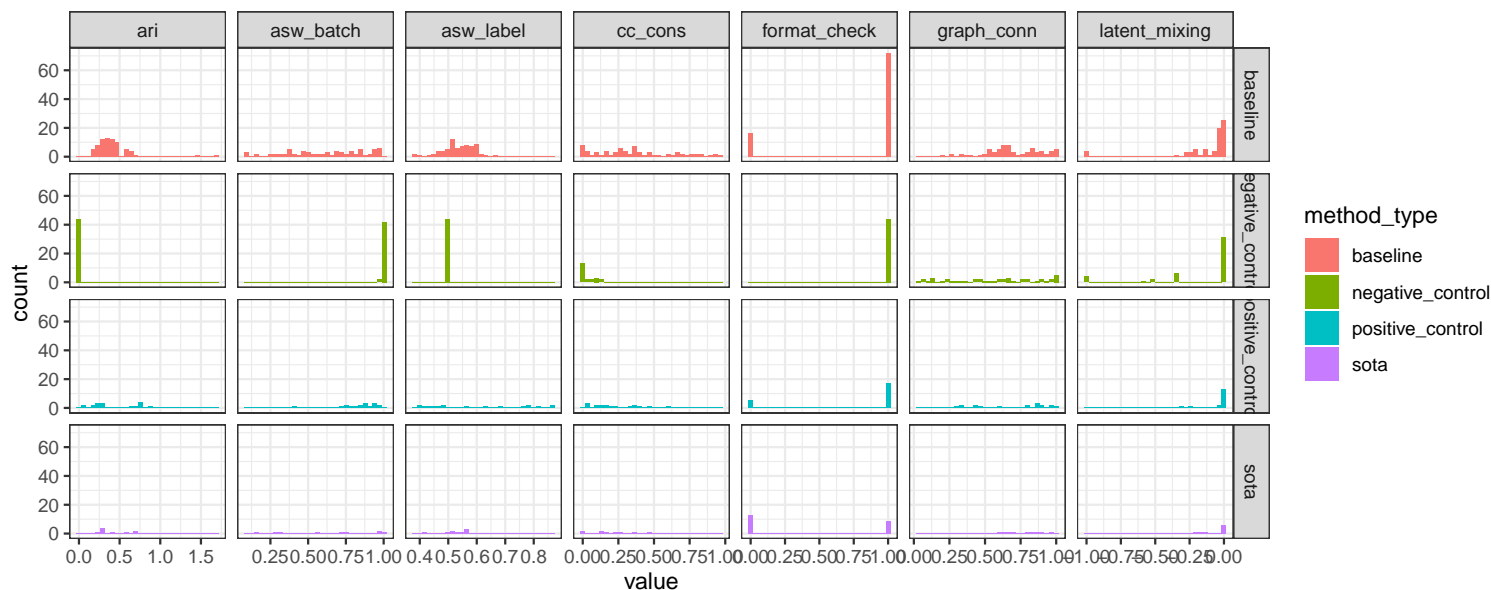 ari asw_batch asw_label cc_cons format_check graph_conn latent_mixing
60
40
20
0
baseline
60
40
20
0
egative_contro
60
40
20
0
ositive_contro
60
40
20
0
sota
0.0 0.5 1.0 1.5 0.25 0.50 0.75 1.00 0.4 0.5 0.6 0.7 0.8 0.00 0.25 0.50 0.75 1.00 0.00 0.25 0.50 0.75 1.00 0.00 0.25 0.50 0.75 1.00 −1.00 −0.75 −0.50 −0.25 0.00
value
count
method_type
baseline
negative_control
positive_control
sota